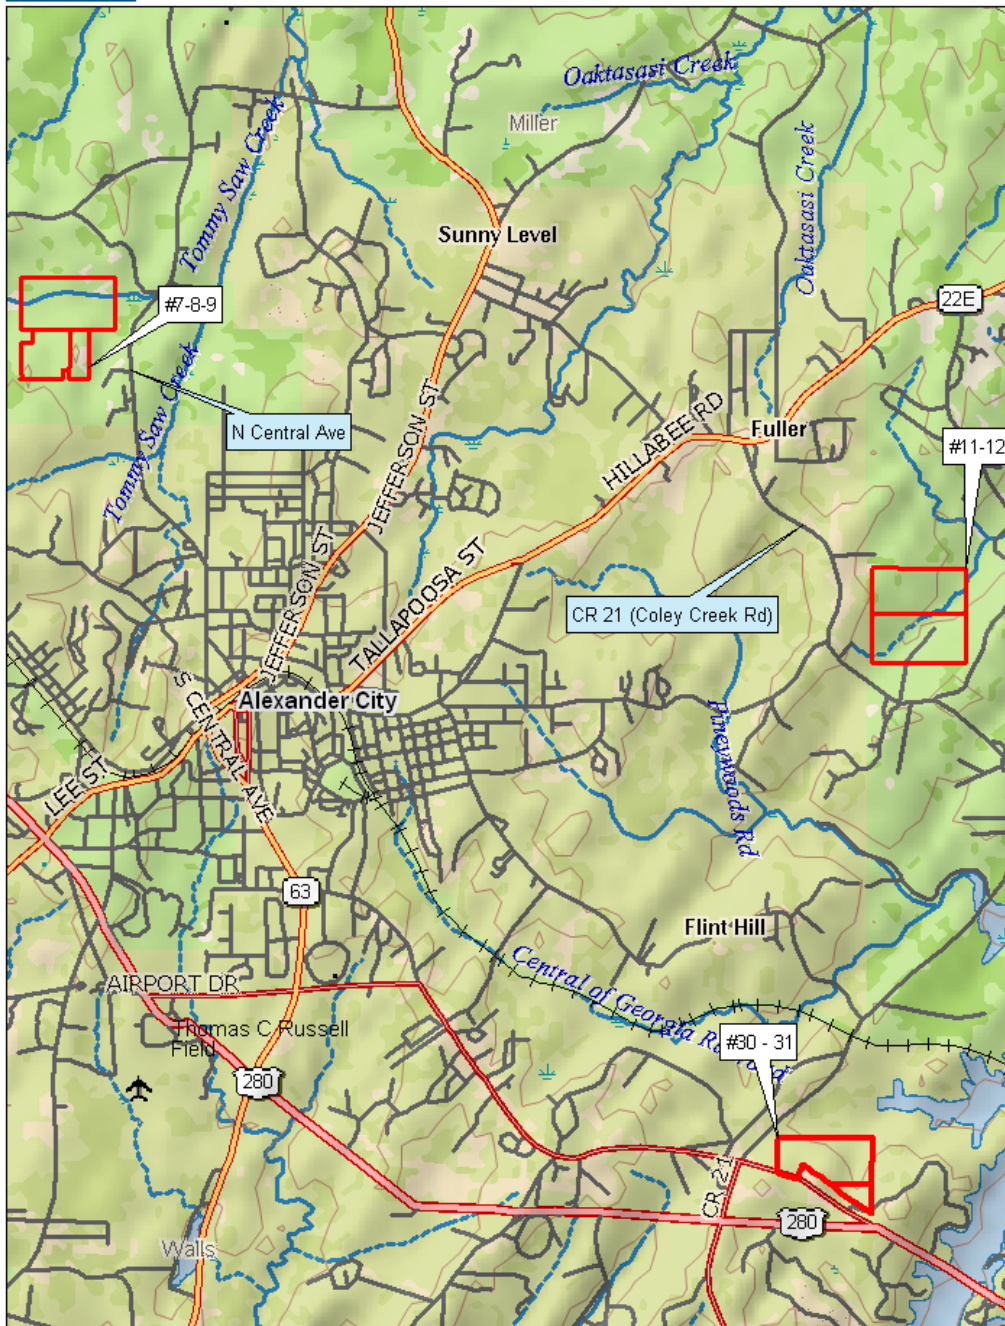 Oaktasasi Creek
Miller
Tommy Saw Creek
Oaktasasi Creek
Sunny Level
#7-8-9
22E
Tommy Saw Creek
N Central Ave
JEFFERSON ST
HILLABEE RD
Fuller
#11-12
JEFFERSON ST
TALLAPOOSA ST
CR 21 (Coley Creek Rd)
S CENTRAL AVE
Alexander City
Pineywoods Rd
LEE ST
63
Flint Hill
Central of Georgia Railroad
AIRPORT DR
Thomas C Russell
Field
#30 - 31
280
CR 21
280
Walls